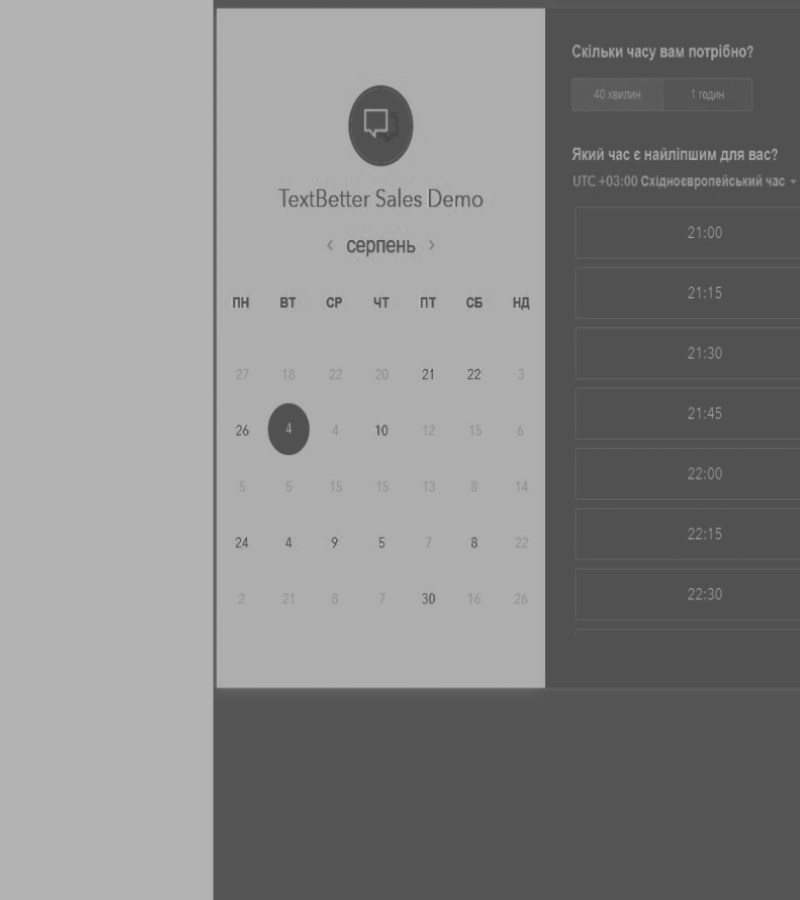 TextBetter Sales Demo
серпень
ПН ВТ СР ЧТ ПТ СБ НД
27 18 22 20 21 22 3
26 4 4 10 12 15 6
5 5 15 15 13 8 14
24 4 9 5 7 8 22
2 21 8 7 30 16 26
Скільки часу вам потрібно?
40 хвилин 1 годин
Який час є найліпшим для вас?
UTC +03:00 Східноєвропейський час
21:00
21:15
21:30
21:45
22:00
22:15
22:30